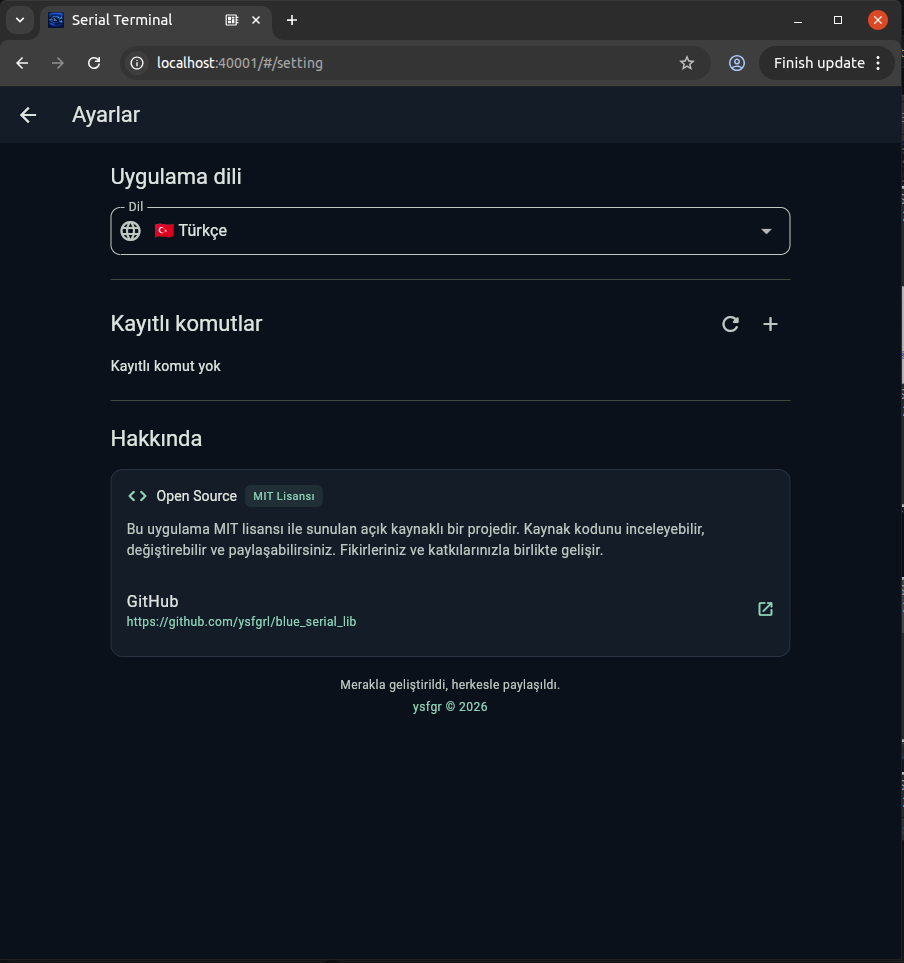 Serial Terminal
localhost:40001/#/setting
Finish update
Ayarlar
Uygulama dili
Dil
Türkçe
Kayıtlı komutlar
Kayıtlı komut yok
Hakkında
Open Source
MIT Lisansı
Bu uygulama MIT lisansı ile sunulan açık kaynaklı bir projedir. Kaynak kodunu inceleyebilir,
değiştirebilir ve paylaşabilirsiniz. Fikirleriniz ve katkılarınızla birlikte gelişir.
GitHub
https://github.com/ysfgrl/blue_serial_lib
Merakla geliştirildi, herkesle paylaşıldı.
ysfgr © 2026